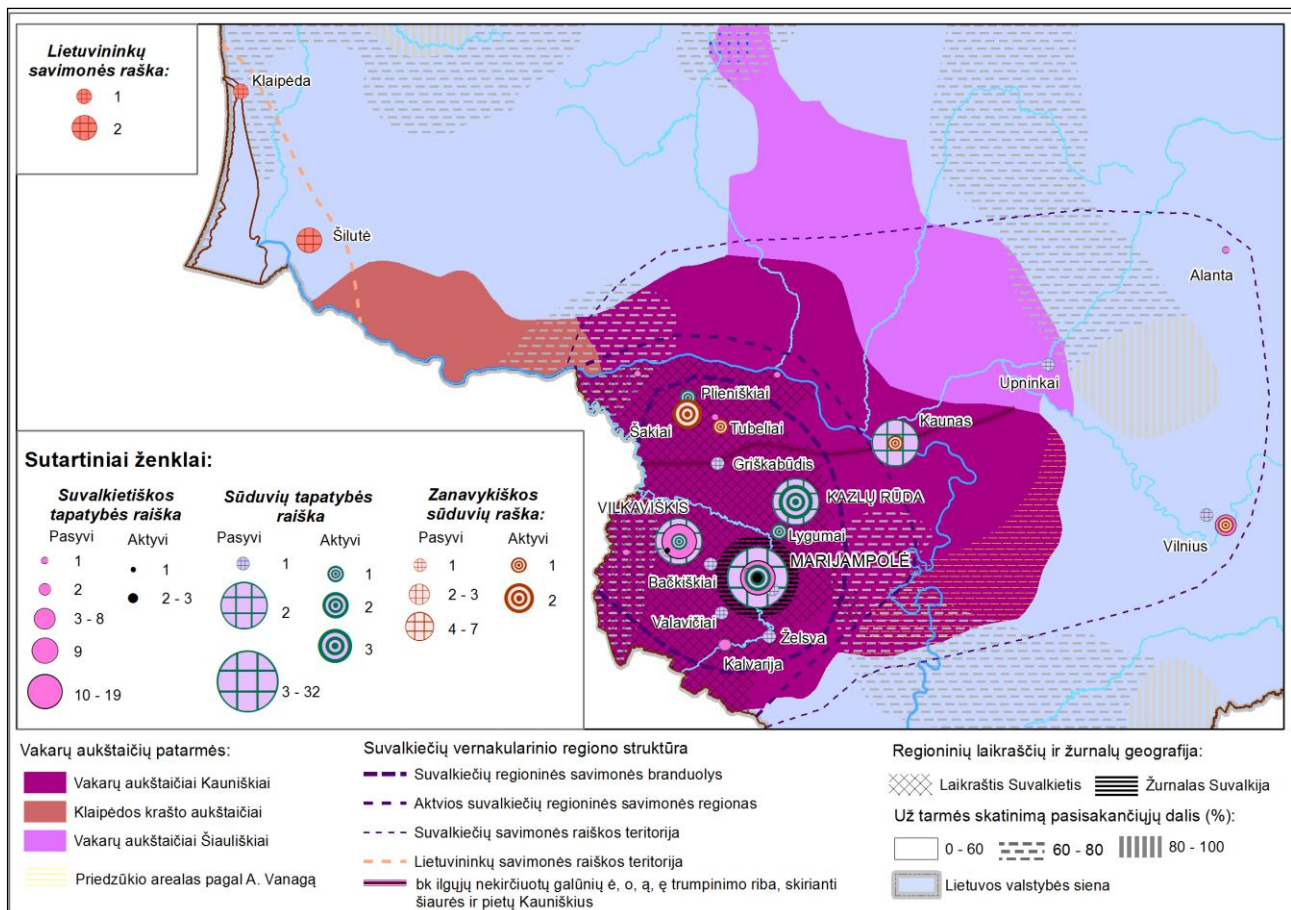 Lietuvininkų
savimonės raška:
1
2
Klaipėda
Šilutė
Alanta
Upninkai
Plieniškiai
Šakiai
Tubeliai
Kaunas
Griškabūdis
KAZLŲ RŪDA
VILKAVIŠKIS
Lygumai
Vilnius
MARIJAMPOLĖ
Bačkiškiai
Valavičiai
Želsva
Kalvarija
Sutartiniai ženklai:
Suvalkietiškos
tapatybės raiška
Pasyvi
Aktyvi
1
2
3 - 8
9
10 - 19
1
2 - 3
Sūduvių tapatybės
raiška
Pasyvi
Aktyvi
1
2
3 - 32
1
2
3
Zanavykiškos
sūduvių raška:
Pasyvi
Aktyvi
1
2 - 3
4 - 7
1
2
Vakarų aukštaičių patarmės:
Vakarų aukštaičiai Kauniškiai
Klaipėdos krašto aukštaičiai
Vakarų aukštaičiai Šiauliškiai
Priedzūkio arealas pagal A. Vanagą
Suvalkiečių vernakularinio regiono struktūra
Suvalkiečių regioninės savimonės branduolys
Aktvios suvalkiečių regioninės savimonės regionas
Suvalkiečių savimonės raiškos teritorija
Lietuvininkų savimonės raiškos teritorija
bk ilgųjų nekirčiuotų galūnių ė, o, ą, ę trumpinimo riba, skirianti
šiaurės ir pietų Kauniškius
Regioninių laikraščių ir žurnalų geografija:
Laikraštis Suvalkietis
Žurnalas Suvalkija
Už tarmės skatinimą pasisakančiųjų dalis (%):
0 - 60
60 - 80
80 - 100
Lietuvos valstybės siena